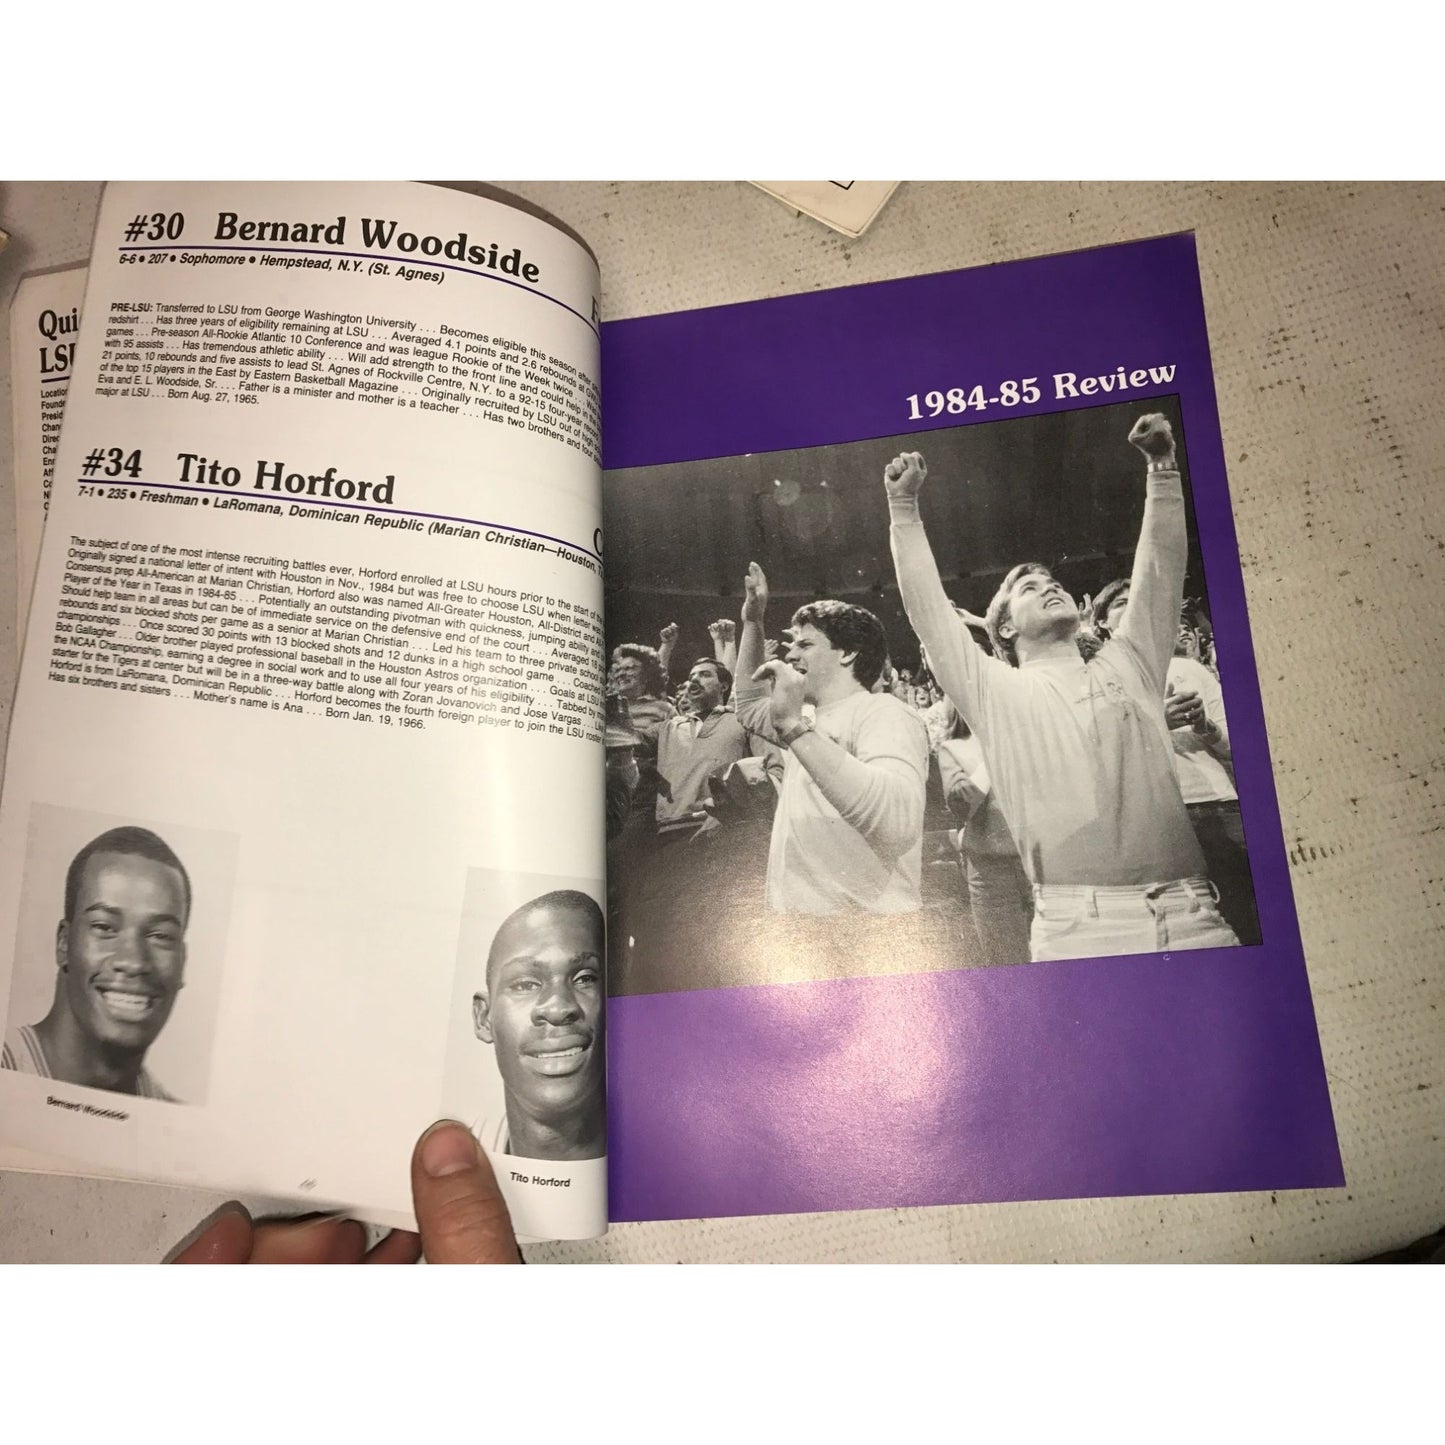 #30 Bernard Woodside
6-6 • 207 • Sophomore • Hempstead, N.Y. (St. Agnes)
PRE-LSU: Transferred to LSU from George Washington University . . . Becomes eligible this season after
redshirt . . . Has three years of eligibility remaining at LSU . . . Averaged 4.1 points and 2.6 rebounds at
games . . . Pre-season All-Rookie Atlantic 10 Conference and was league Rookie of the Week twice . . .
with 95 assists . . . Has tremendous athletic ability . . . Will add strength to the front line and could help in the
21 points, 10 rebounds and five assists to lead St. Agnes of Rockville Centre, N.Y. to a 92-15 four-year record
of the top 15 players in the East by Eastern Basketball Magazine . . . Originally recruited by LSU out of high
Eva and E. L. Woodside, Sr. . . . Father is a minister and mother is a teacher . . . Has two brothers and four
major at LSU . . . Born Aug. 27, 1965.
#34 Tito Horford
7-1 • 235 • Freshman • LaRomana, Dominican Republic (Marian Christian—Houston,
The subject of one of the most intense recruiting battles ever, Horford enrolled at LSU hours prior to the start of the
Originally signed a national letter of intent with Houston in Nov., 1984 but was free to choose LSU when letter was
Consensus prep All-American at Marian Christian, Horford also was named All-Greater Houston, All-District and
Player of the Year in Texas in 1984-85 . . . Potentially an outstanding pivotman with quickness, jumping ability and
Should help team in all areas but can be of immediate service on the defensive end of the court . . . Averaged 18
rebounds and six blocked shots per game as a senior at Marian Christian . . . Led his team to three private school
championships . . . Once scored 30 points with 13 blocked shots and 12 dunks in a high school game . . . Coached
Bob Gallagher . . . Older brother played professional baseball in the Houston Astros organization . . . Goals at LSU
the NCAA Championship, earning a degree in social work and to use all four years of his eligibility . . . Tabbed by
starter for the Tigers at center but will be in a three-way battle along with Zoran Jovanovich and Jose Vargas . . .
Horford is from LaRomana, Dominican Republic . . . Horford becomes the fourth foreign player to join the LSU roster
Has six brothers and sisters . . . Mother's name is Ana . . . Born Jan. 19, 1966.
Bernard Woodside
Tito Horford
1984-85 Review